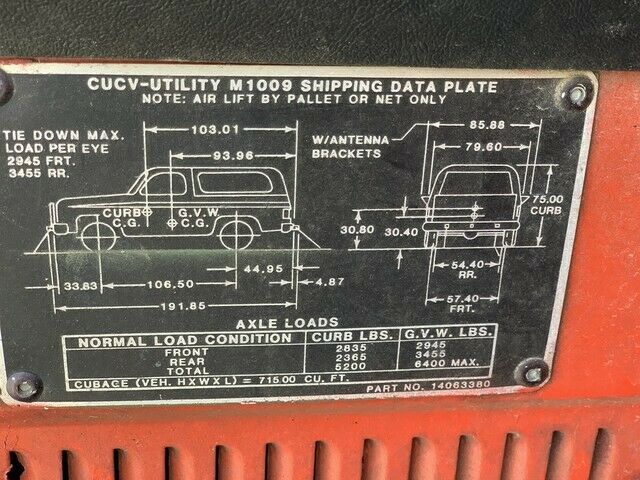 CUCV-UTILITY M1009 SHIPPING DATA PLATE
NOTE: AIR LIFT BY PALLET OR NET ONLY
TIE DOWN MAX.
LOAD PER EYE
2945 FRT.
3455 RR.
103.01
93.96
CURB C.G.
G.V.W. C.G.
33.83
106.50
44.95
4.87
191.85
W/ANTENNA
BRACKETS
85.88
79.60
75.00
CURB
30.80
30.40
54.40
RR.
57.40
FRT.
AXLE LOADS
NORMAL LOAD CONDITION CURB LBS. G.V.W. LBS.
FRONT 2835 2945
REAR 2365 3455
TOTAL 5200 6400 MAX.
CUBAGE (VEH. HXWXL) = 715.00 CU. FT.
PART NO. 14063380